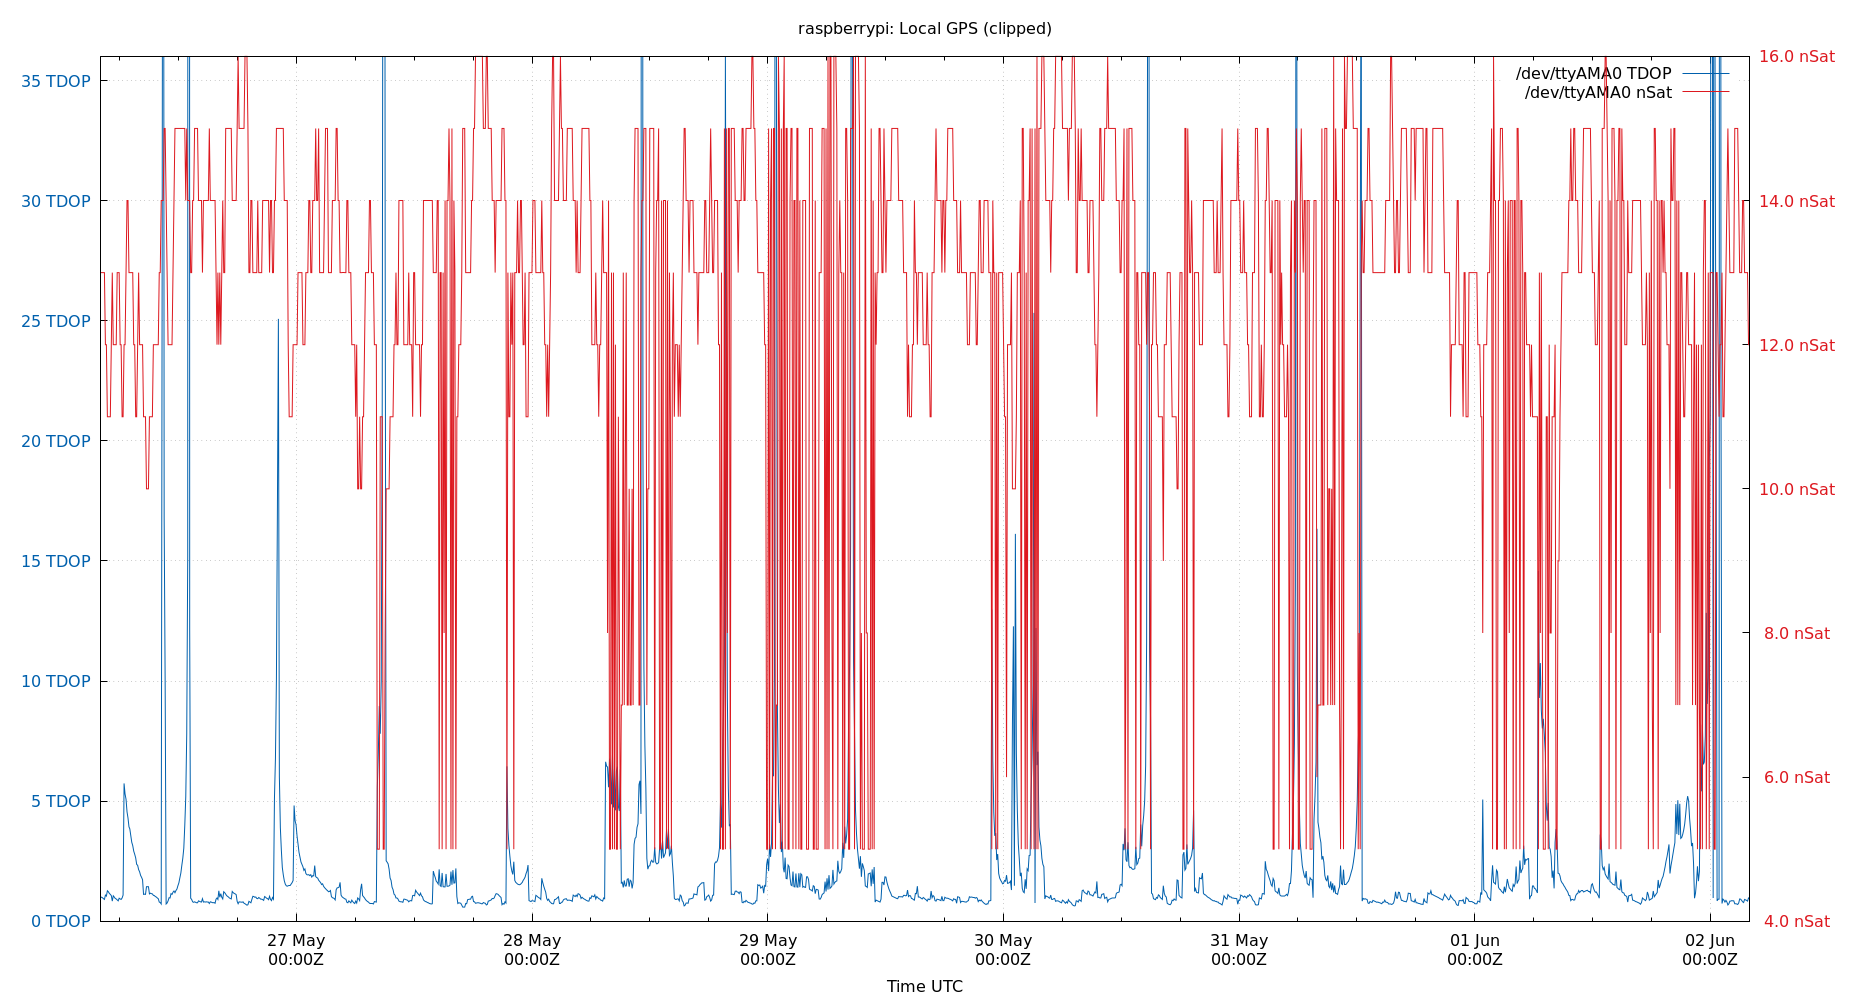 raspberrypi: Local GPS (clipped)
/dev/ttyAMA0 TDOP
/dev/ttyAMA0 nSat
35 TDOP
30 TDOP
25 TDOP
20 TDOP
15 TDOP
10 TDOP
5 TDOP
0 TDOP
16.0 nSat
14.0 nSat
12.0 nSat
10.0 nSat
8.0 nSat
6.0 nSat
4.0 nSat
27 May 28 May 29 May 30 May 31 May 01 Jun 02 Jun
00:00Z 00:00Z 00:00Z 00:00Z 00:00Z 00:00Z 00:00Z
Time UTC